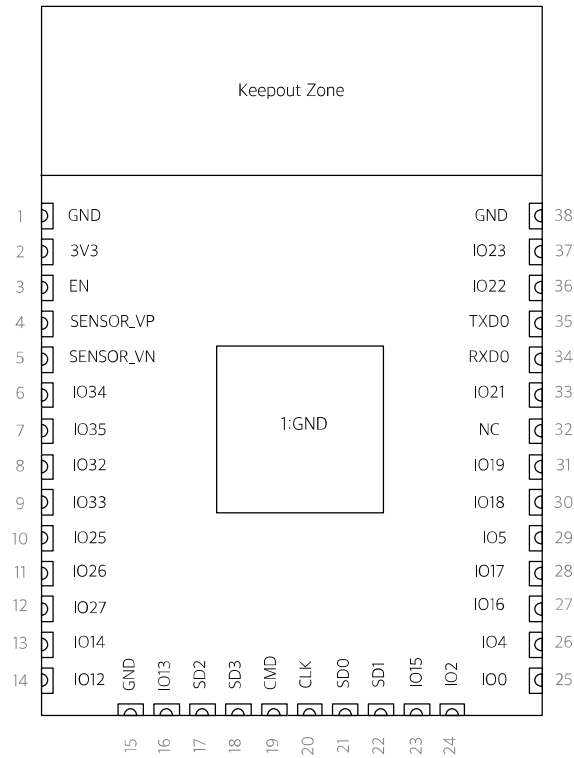 Keepout Zone
1 GND GND 38
2 3V3 IO23 37
3 EN IO22 36
4 SENSOR_VP TXD0 35
5 SENSOR_VN RXD0 34
6 IO34 IO21 33
7 IO35 1:GND NC 32
8 IO32 IO19 31
9 IO33 IO18 30
10 IO25 IO5 29
11 IO26 IO17 28
12 IO27 IO16 27
13 IO14 IO4 26
14 IO12 IO0 25
GND IO13 SD2 SD3 CMD CLK SD0 SD1 IO15 IO2
15 16 17 18 19 20 21 22 23 24